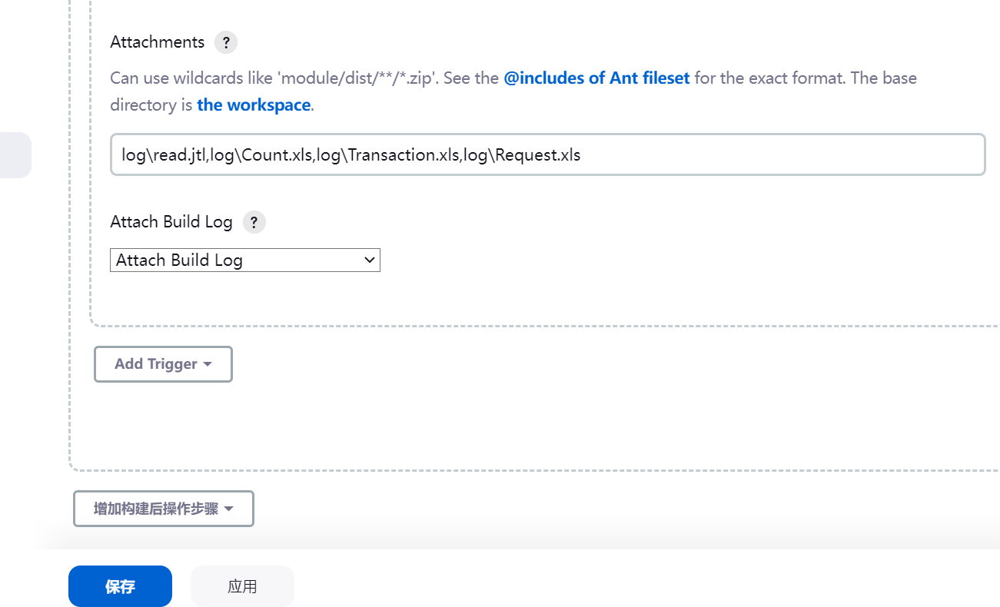 Attachments ?
Can use wildcards like 'module/dist/**/*.zip'. See the @includes of Ant fileset for the exact format. The base
directory is the workspace.
log\read.jtl,log\Count.xls,log\Transaction.xls,log\Request.xls
Attach Build Log ?
Attach Build Log
Add Trigger
增加构建后操作步骤
保存 应用